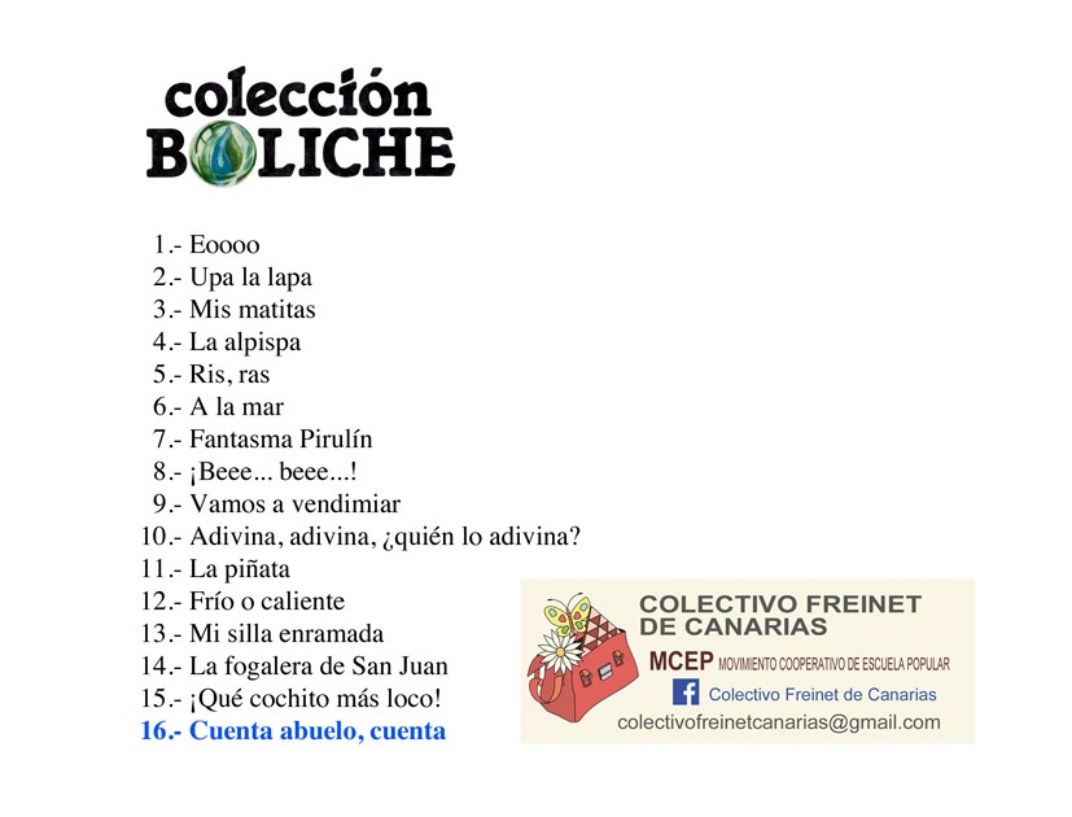 colección
BOLICHE
1.- Eoooo
2.- Upa la lapa
3.- Mis matitas
4.- La alpispa
5.- Ris, ras
6.- A la mar
7.- Fantasma Pirulín
8.- ¡Beee... beee...!
9.- Vamos a vendimiar
10.- Adivina, adivina, ¿quién lo adivina?
11.- La piñata
12.- Frío o caliente
13.- Mi silla enramada
14.- La fogalera de San Juan
15.- ¡Qué cochito más loco!
16.- Cuenta abuelo, cuenta
COLECTIVO FREINET
DE CANARIAS
MCEP MOVIMIENTO COOPERATIVO DE ESCUELA POPULAR
f Colectivo Freinet de Canarias
colectivofreinetcanarias@gmail.com